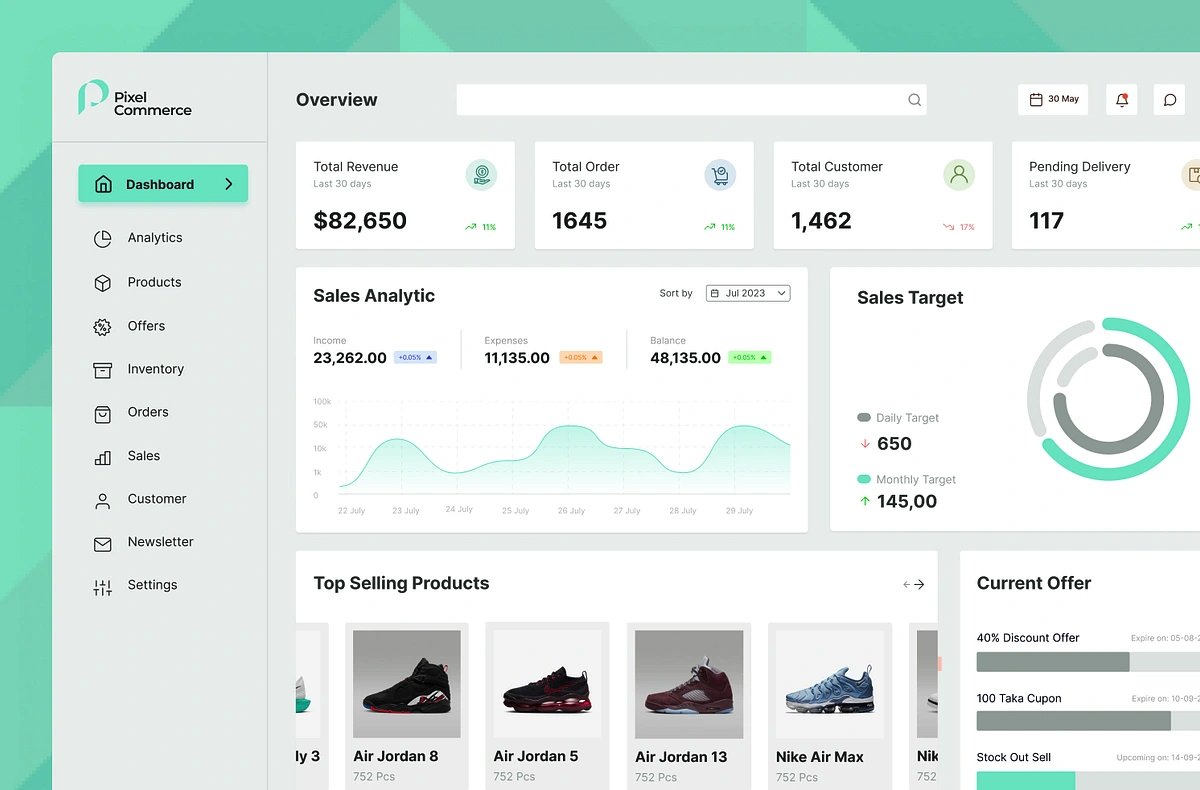 Pixel
Commerce
Overview
30 May
Dashboard
Analytics
Products
Offers
Inventory
Orders
Sales
Customer
Newsletter
Settings
Total Revenue
Last 30 days
$82,650
11%
Total Order
Last 30 days
1645
11%
Total Customer
Last 30 days
1,462
17%
Pending Delivery
Last 30 days
117
Sales Analytic
Sort by
Jul 2023
Income
23,262.00
+0.05%
Expenses
11,135.00
+0.05%
Balance
48,135.00
+0.05%
100k
50k
10k
1k
0
22 July
23 July
24 July
25 July
26 July
27 July
28 July
29 July
Sales Target
Daily Target
650
Monthly Target
145,00
Top Selling Products
ly 3
Air Jordan 8
752 Pcs
Air Jordan 5
752 Pcs
Air Jordan 13
752 Pcs
Nike Air Max
752 Pcs
Nik
752
Current Offer
40% Discount Offer
Expire on: 05-08-2
100 Taka Cupon
Expire on: 10-09-2
Stock Out Sell
Upcoming on: 14-09-2